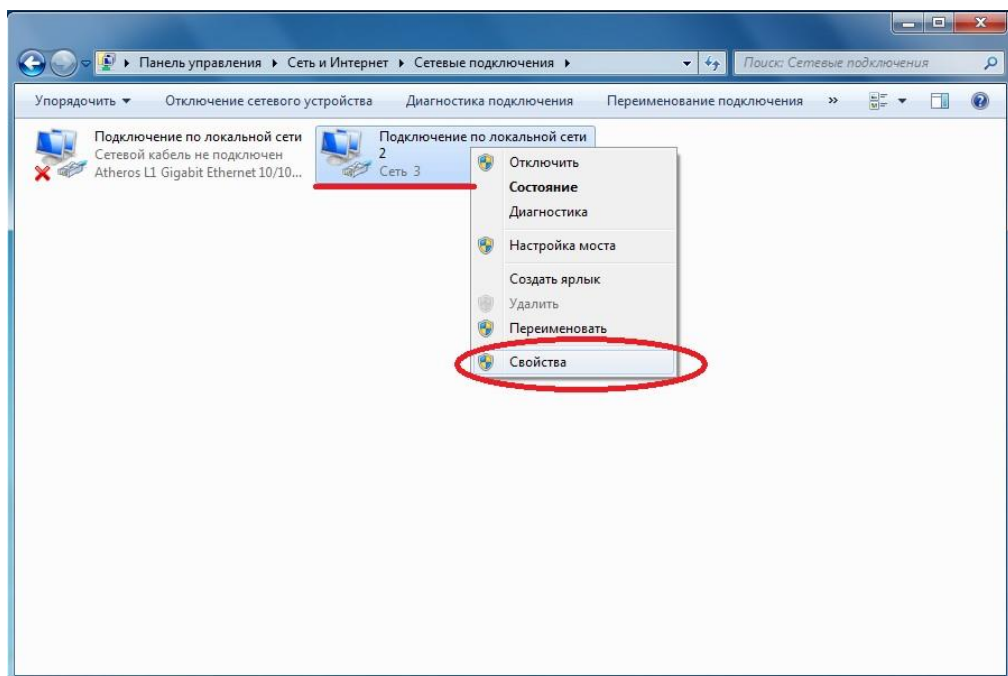 Панель управления ▸ Сеть и Интернет ▸ Сетевые подключения ▸
Поиск: Сетевые подключения
Упорядочить ▼ Отключение сетевого устройства Диагностика подключения Переименование подключения »
Подключение по локальной сети
Сетевой кабель не подключен
Atheros L1 Gigabit Ethernet 10/10...
Подключение по локальной сети
2
Сеть 3
Отключить
Состояние
Диагностика
Настройка моста
Создать ярлык
Удалить
Переименовать
Свойства